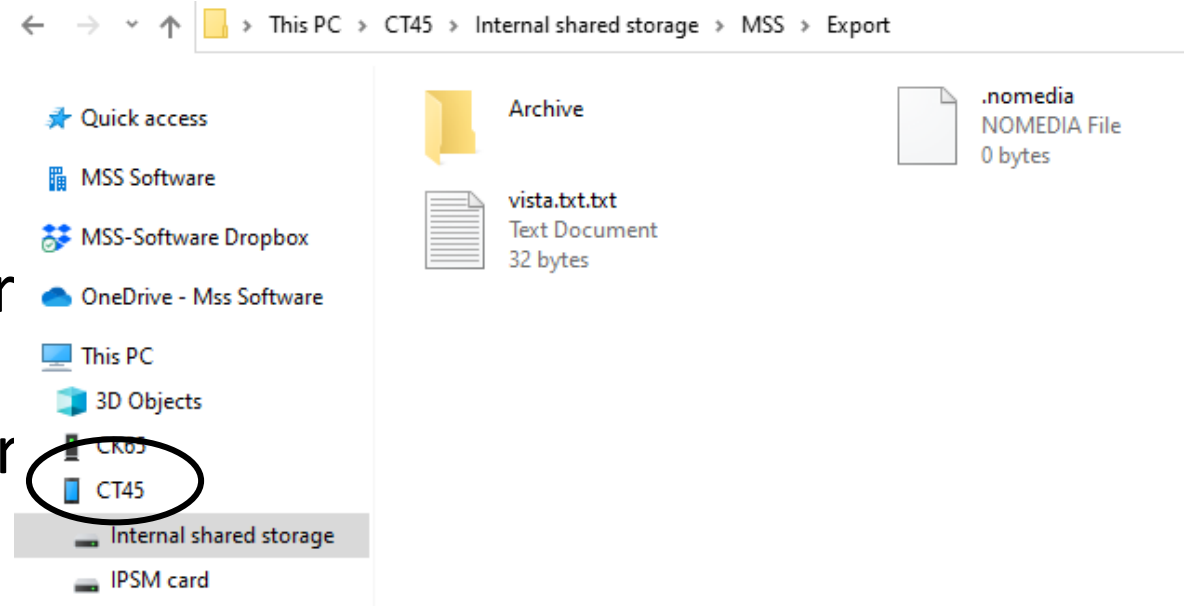 This PC > CT45 > Internal shared storage > MSS > Export
Quick access
MSS Software
MSS-Software Dropbox
OneDrive - Mss Software
This PC
3D Objects
CK65
CT45
Internal shared storage
IPSM card
Archive
.nomedia
NOMEDIA File
0 bytes
vista.txt.txt
Text Document
32 bytes
r
r